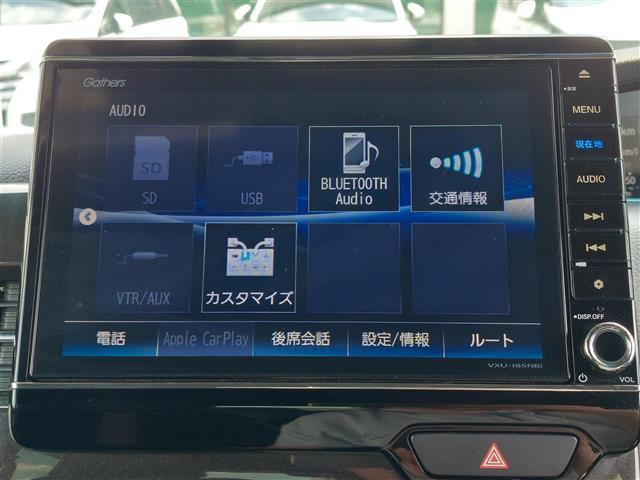 Gathers
AUDIO
SD
USB
BLUETOOTH
Audio
交通情報
VTR/AUX
カスタマイズ
電話
Apple CarPlay
後席会話
設定/情報
ルート
VXU-185NBi
MENU
現在地
AUDIO
DISP.OFF
VOL